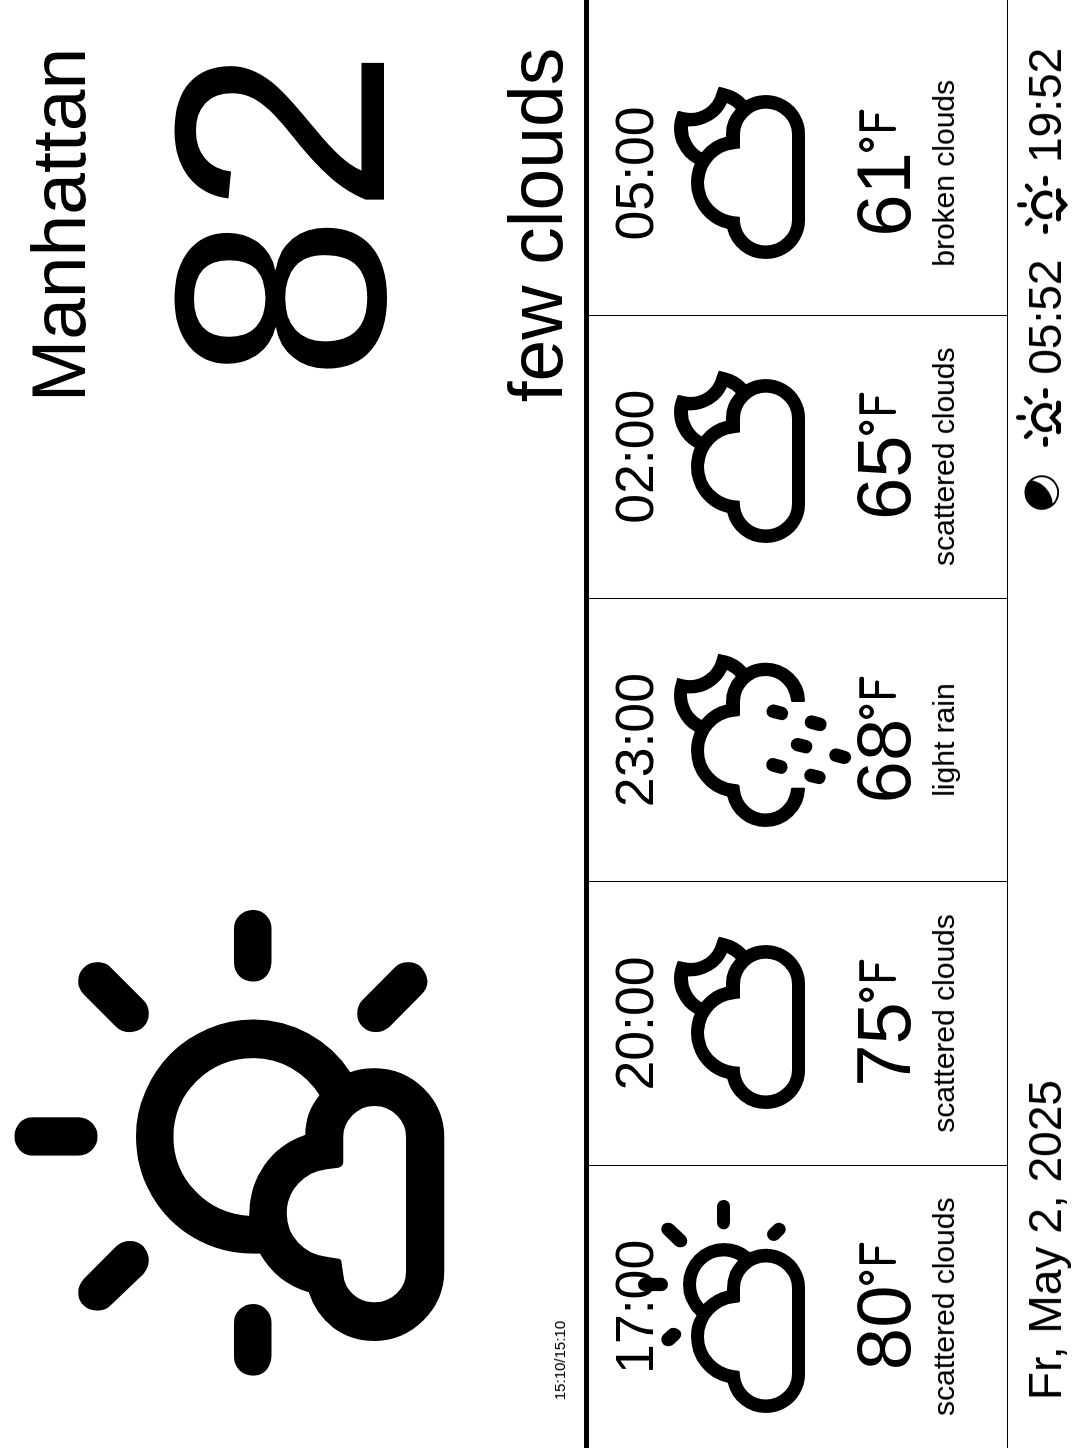 Manhattan
82
few clouds
15:10/15:10
17:00
80°F
scattered clouds
20:00
75°F
scattered clouds
23:00
68°F
light rain
02:00
65°F
scattered clouds
05:00
61°F
broken clouds
Fr, May 2, 2025
05:52
19:52